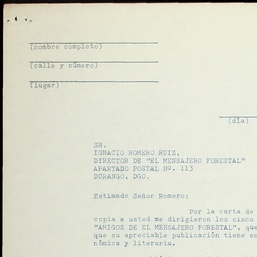 (nombre completo)
(calle y número)
(lugar)
(día)
SR.
IGNACIO ROMERO RUIZ,
DIRECTOR DE "EL MENSAJERO FORESTAL"
APARTADO POSTAL No. 113
DURANGO, DGO.
Estimado Señor Romero:
Por la carta de
copia a usted me dirigieron los cinco
"AMIGOS DE EL MENSAJERO FORESTAL", que
que su apreciable publicación tiene es
nómica y literaria.